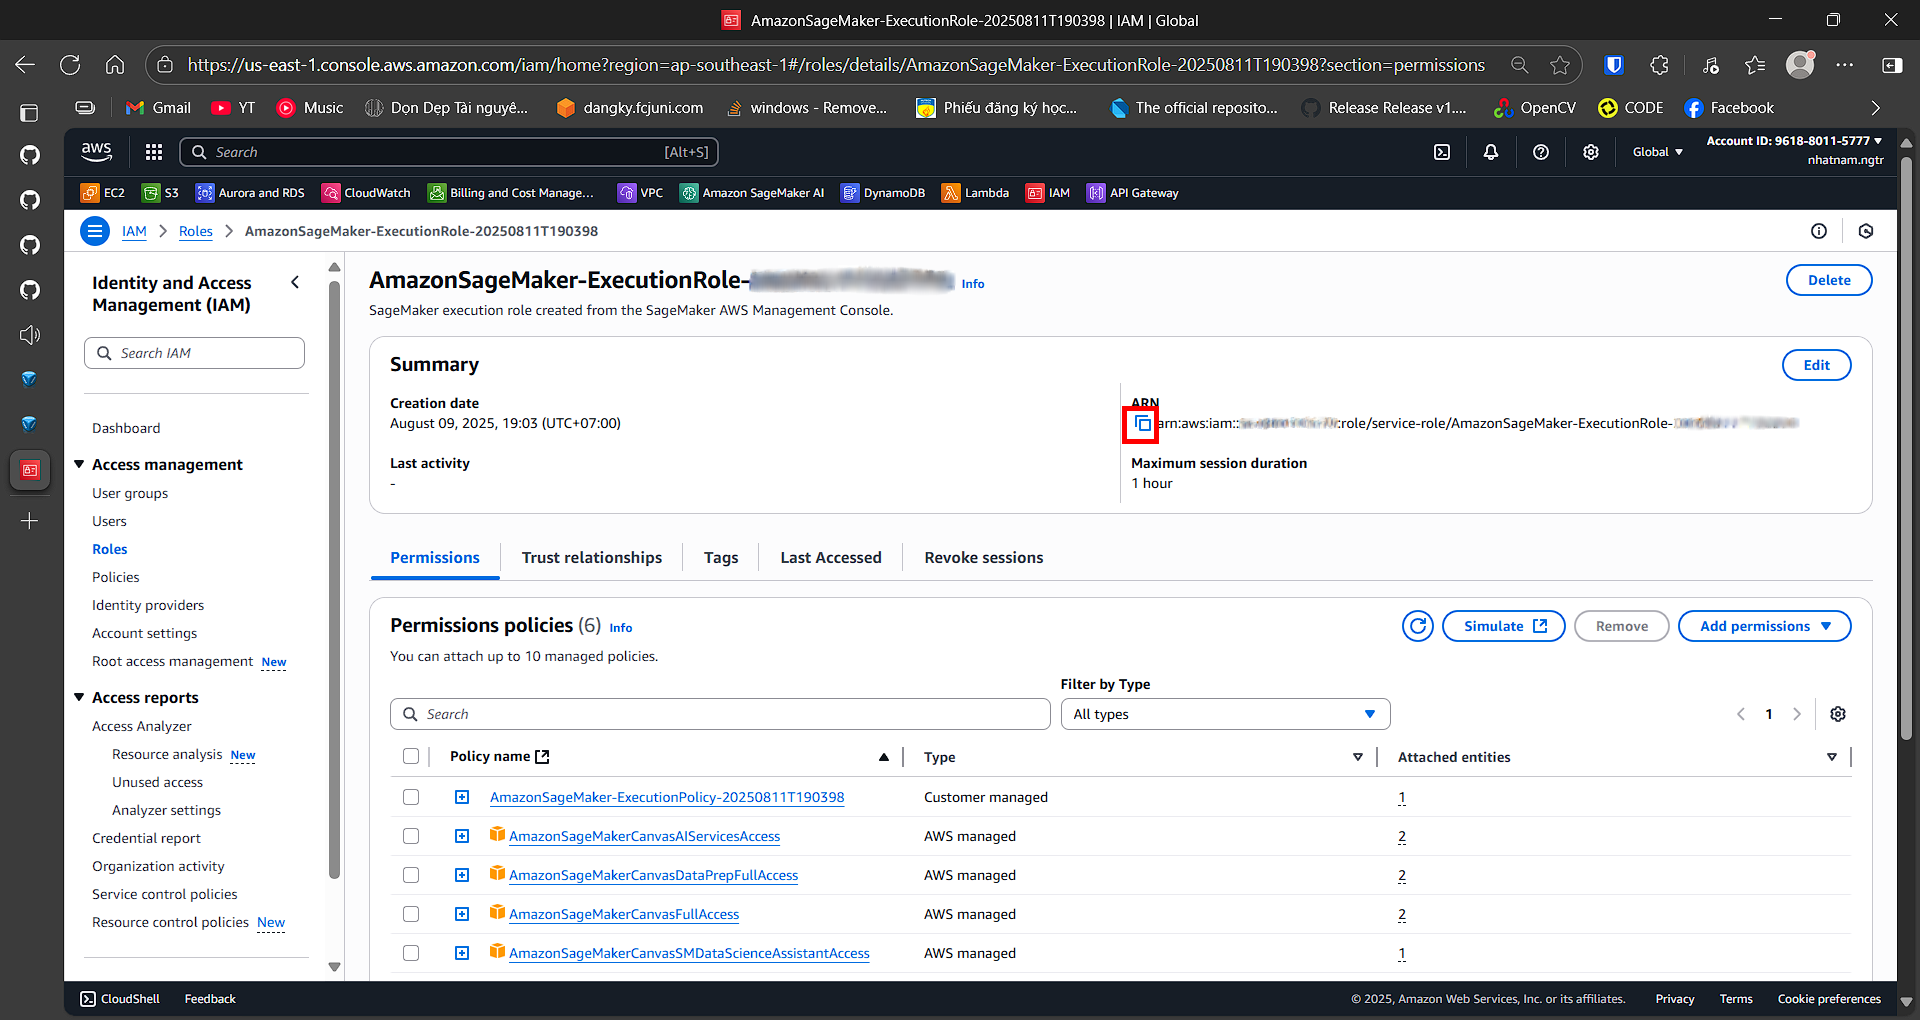 AmazonSageMaker-ExecutionRole-20250811T190398 | IAM | Global
https://us-east-1.console.aws.amazon.com/iam/home?region=ap-southeast-1#/roles/details/AmazonSageMaker-ExecutionRole-20250811T190398?section=permissions
Gmail YT Music Dọn Dẹp Tài nguyê... dangky.fcjuni.com windows - Remove... Phiếu đăng ký học... The official reposito... Release Release v1.... OpenCV CODE Facebook
aws Search [Alt+S] Global Account ID: 9618-8011-5777
nhatnam.ngtr
EC2 S3 Aurora and RDS CloudWatch Billing and Cost Manage... VPC Amazon SageMaker AI DynamoDB Lambda IAM API Gateway
IAM Roles AmazonSageMaker-ExecutionRole-20250811T190398
Identity and Access
Management (IAM)
Search IAM
Dashboard
Access management
User groups
Users
Roles
Policies
Identity providers
Account settings
Root access management New
Access reports
Access Analyzer
Resource analysis New
Unused access
Analyzer settings
Credential report
Organization activity
Service control policies
Resource control policies New
AmazonSageMaker-ExecutionRole- Info
Delete
SageMaker execution role created from the SageMaker AWS Management Console.
Summary
Edit
Creation date
August 09, 2025, 19:03 (UTC+07:00)
Last activity
-
ARN
arn:aws:iam:: :role/service-role/AmazonSageMaker-ExecutionRole-
Maximum session duration
1 hour
Permissions Trust relationships Tags Last Accessed Revoke sessions
Permissions policies (6) Info
Simulate Remove Add permissions
You can attach up to 10 managed policies.
Filter by Type
Search All types 1
Policy name Type Attached entities
AmazonSageMaker-ExecutionPolicy-20250811T190398 Customer managed 1
AmazonSageMakerCanvasAIServicesAccess AWS managed 2
AmazonSageMakerCanvasDataPrepFullAccess AWS managed 2
AmazonSageMakerCanvasFullAccess AWS managed 2
AmazonSageMakerCanvasSMDataScienceAssistantAccess AWS managed 1
CloudShell Feedback © 2025, Amazon Web Services, Inc. or its affiliates. Privacy Terms Cookie preferences